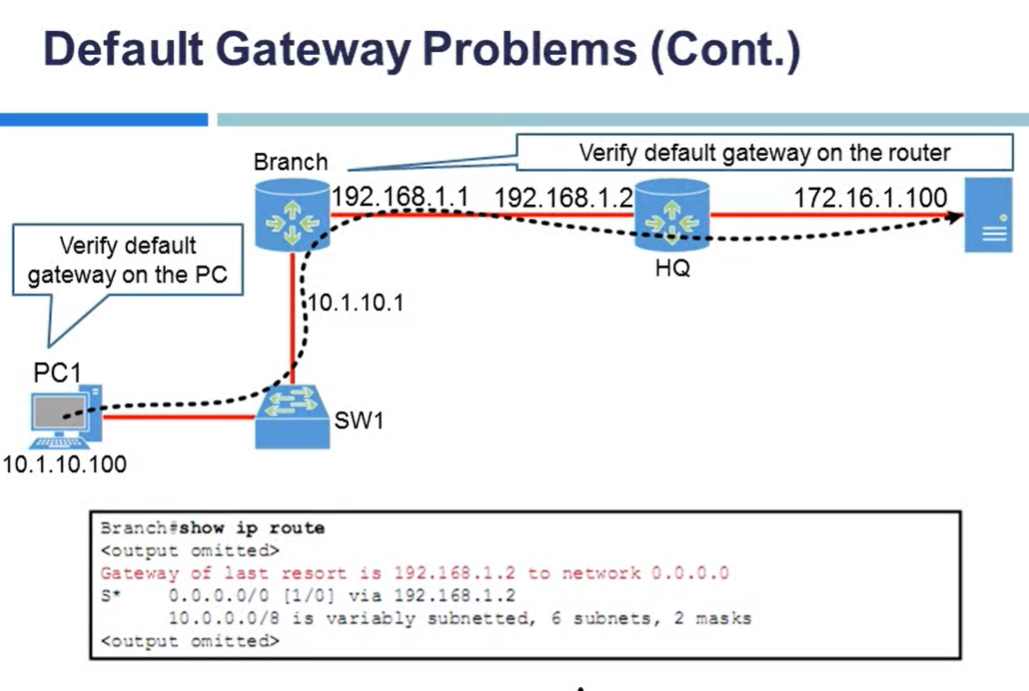 Default Gateway Problems (Cont.)
Verify default gateway on the router
Branch
192.168.1.1
192.168.1.2
172.16.1.100
HQ
Verify default
gateway on the PC
10.1.10.1
PC1
SW1
10.1.10.100
Branch#show ip route
<output omitted>
Gateway of last resort is 192.168.1.2 to network 0.0.0.0
S*    0.0.0.0/0 [1/0] via 192.168.1.2
      10.0.0.0/8 is variably subnetted, 6 subnets, 2 masks
<output omitted>